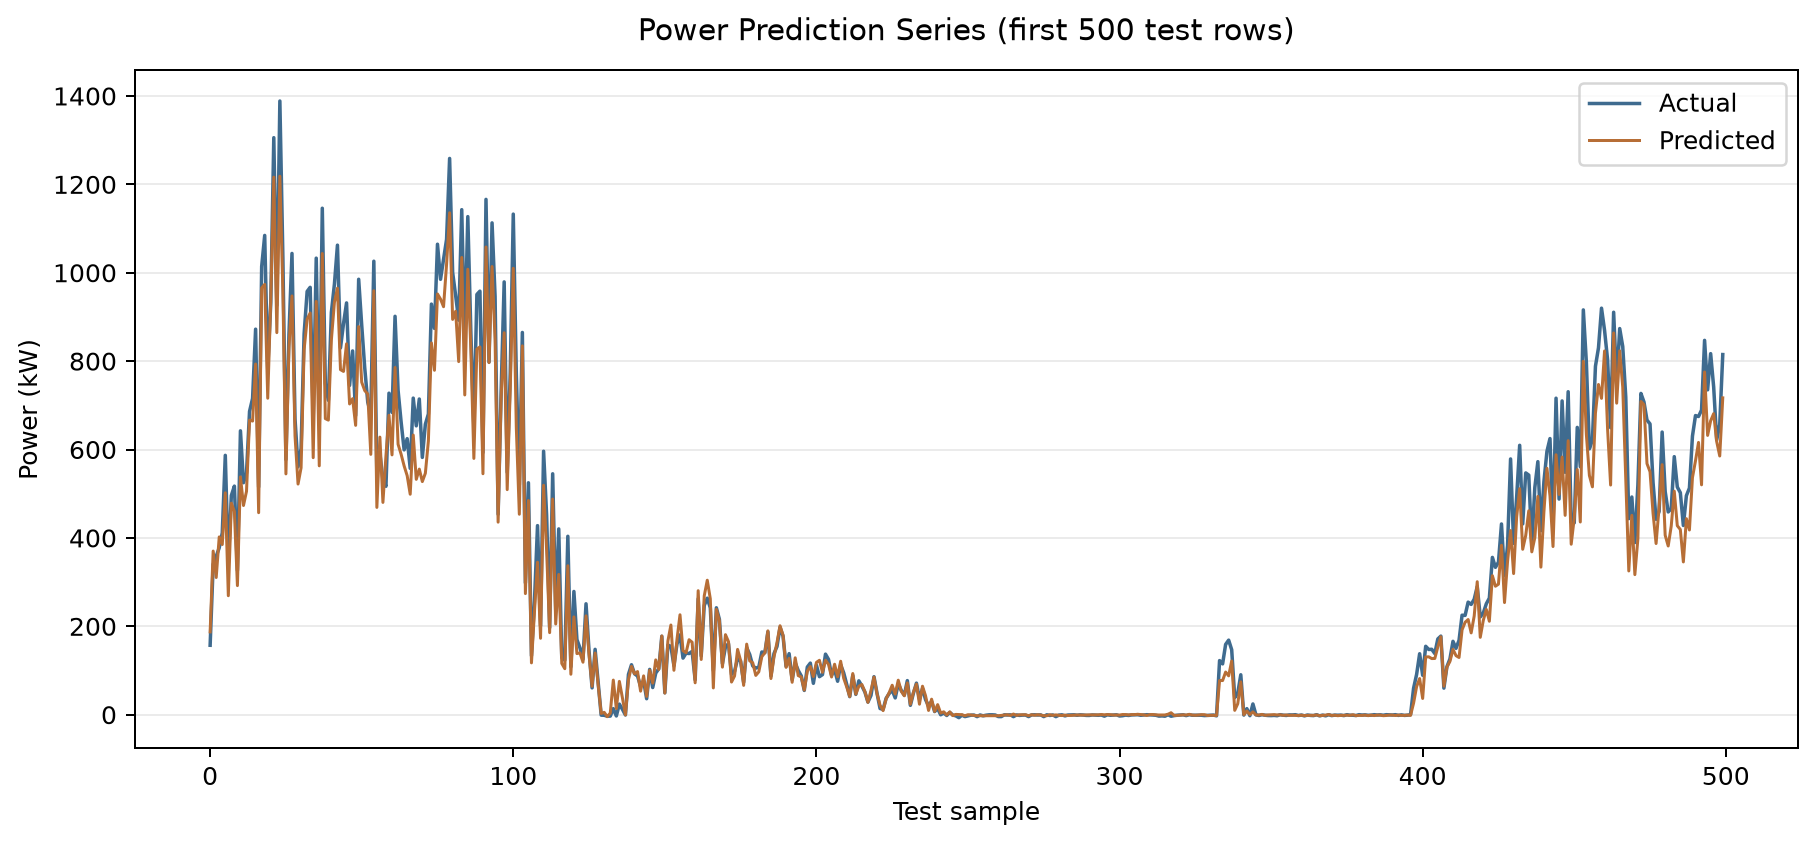 Power Prediction Series (first 500 test rows)
Actual
Predicted
1400
1200
1000
800
600
400
200
0
Power (kW)
0 100 200 300 400 500
Test sample